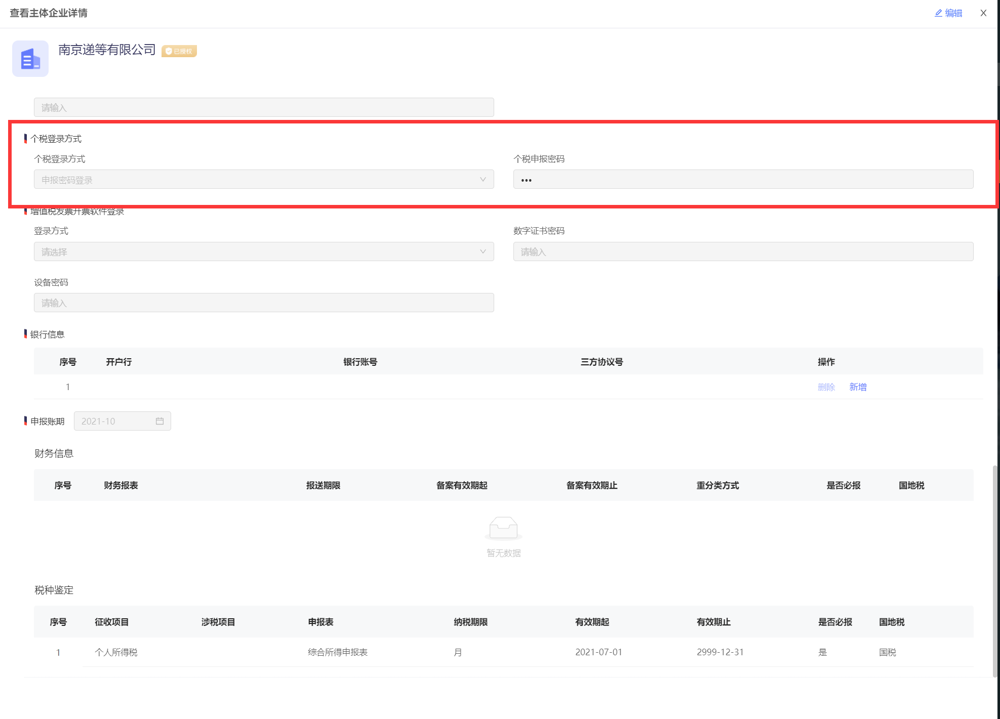 查看主体企业详情
编辑 X
南京递等有限公司 已授权
请输入
个税登录方式
个税登录方式 个税申报密码
申报密码登录 •••
增值税发票开票软件登录
登录方式 数字证书密码
请选择 请输入
设备密码
请输入
银行信息
序号 开户行 银行账号 三方协议号 操作
1 删除 新增
申报账期 2021-10
财务信息
序号 财务报表 报送期限 备案有效期起 备案有效期止 重分类方式 是否必报 国地税
暂无数据
税种鉴定
序号 征收项目 涉税项目 申报表 纳税期限 有效期起 有效期止 是否必报 国地税
1 个人所得税 综合所得申报表 月 2021-07-01 2999-12-31 是 国税